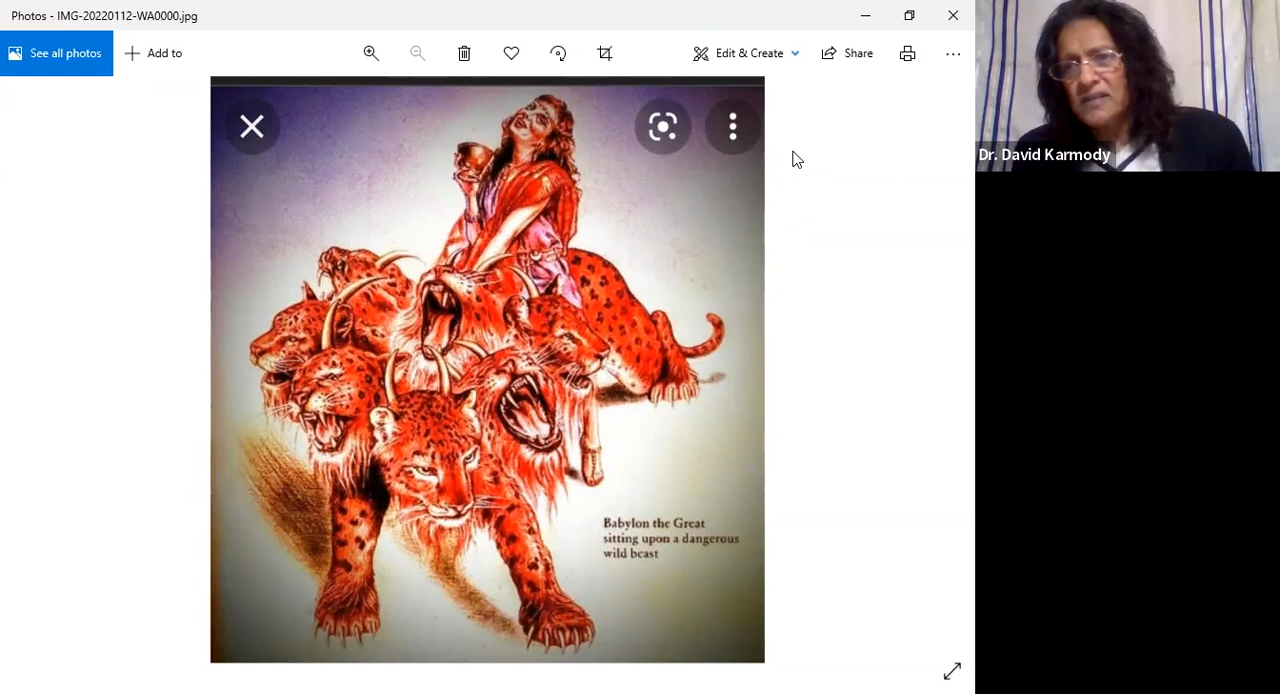 Photos - IMG-20220112-WA0000.jpg
See all photos
Add to
Edit & Create
Share
Dr. David Karmody
Babylon the Great
sitting upon a dangerous
wild beast